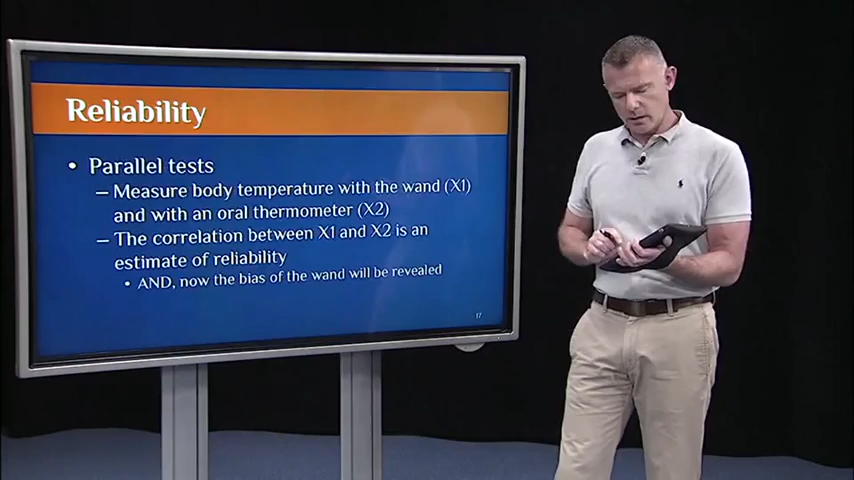 Reliability
• Parallel tests
– Measure body temperature with the wand (X1)
and with an oral thermometer (X2)
– The correlation between X1 and X2 is an
estimate of reliability
• AND, now the bias of the wand will be revealed
17